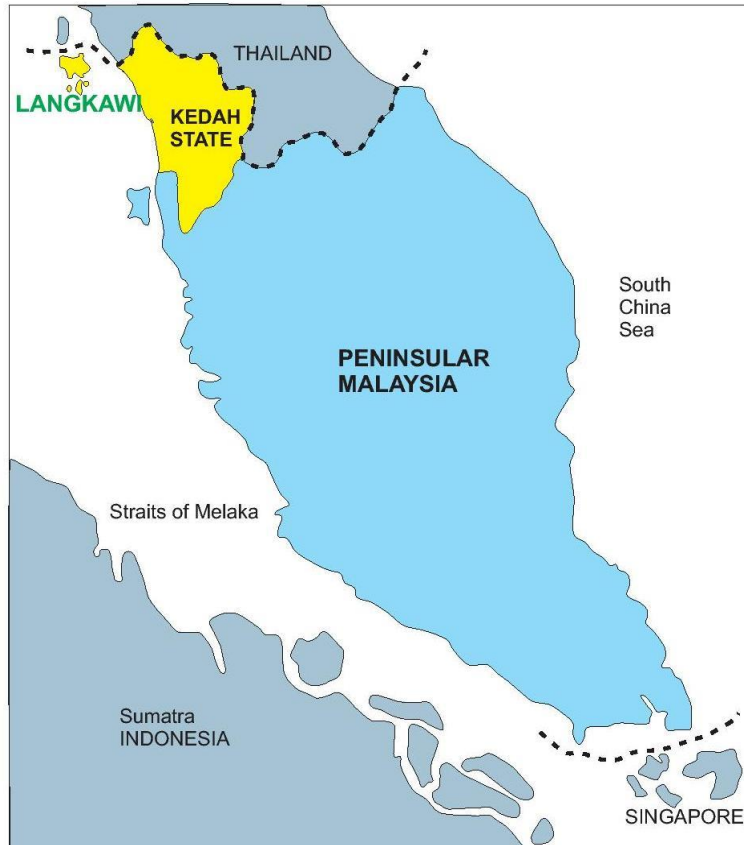 THAILAND
LANGKAWI
KEDAH
STATE
South
China
Sea
PENINSULAR
MALAYSIA
Straits of Melaka
Sumatra
INDONESIA
SINGAPORE